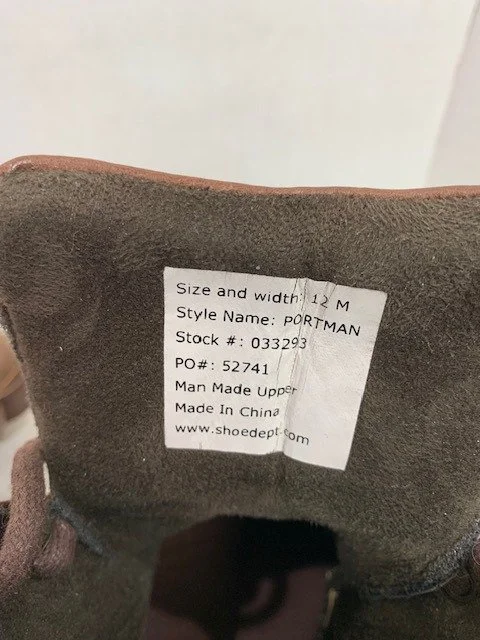 Size and width: 12 M
Style Name: PORTMAN
Stock #: 033293
PO#: 52741
Man Made Upper
Made In China
www.shoedept.com